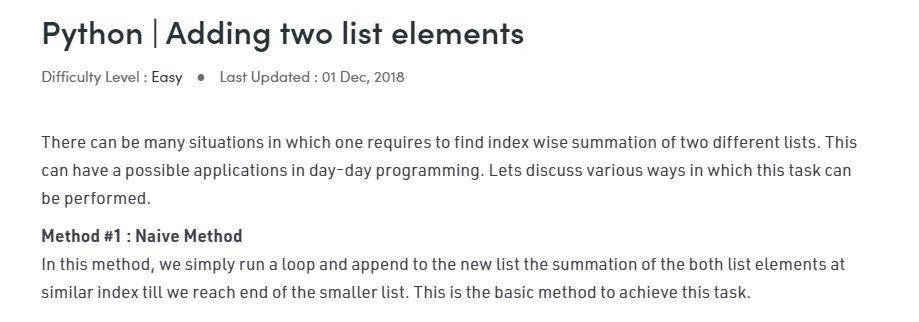 Python | Adding two list elements
Difficulty Level : Easy ● Last Updated : 01 Dec, 2018
There can be many situations in which one requires to find index wise summation of two different lists. This
can have a possible applications in day-day programming. Lets discuss various ways in which this task can
be performed.
Method #1 : Naive Method
In this method, we simply run a loop and append to the new list the summation of the both list elements at
similar index till we reach end of the smaller list. This is the basic method to achieve this task.